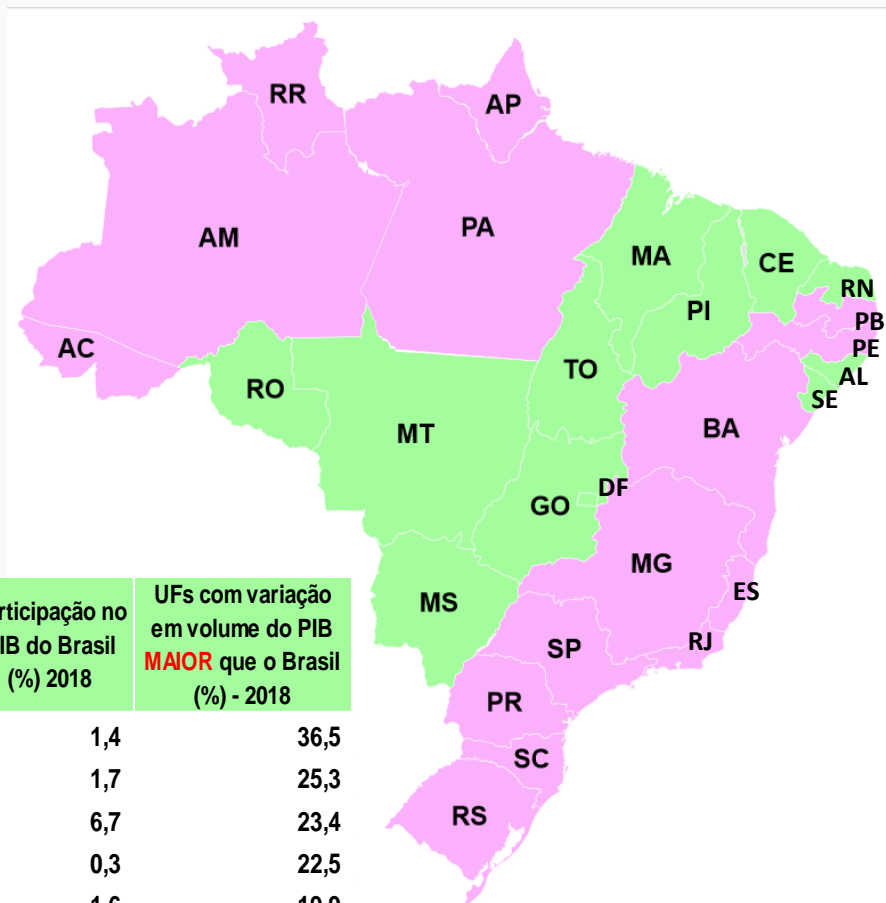 RR
AP
AM
PA
MA
CE
RN
PI
PB
PE
AC
TO
AL
RO
SE
BA
MT
DF
GO
MG
ES
MS
RJ
SP
PR
SC
RS
rticipação no
IB do Brasil
(%) 2018
UFs com variação
em volume do PIB
MAIOR que o Brasil
(%) - 2018
1,4 36,5
1,7 25,3
6,7 23,4
0,3 22,5